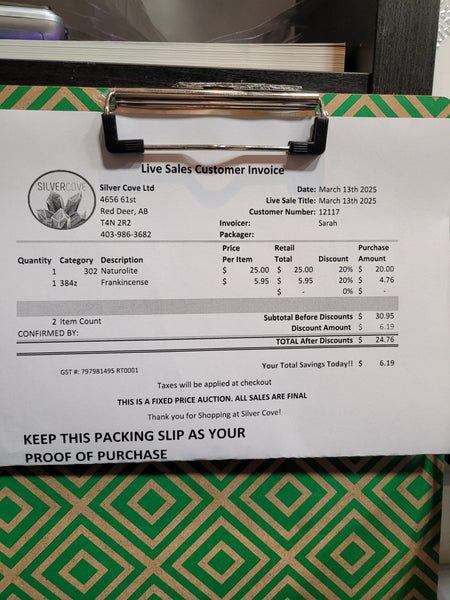 Live Sales Customer Invoice
SILVERCOVE
Silver Cove Ltd
4656 61st
Red Deer, AB
T4N 2R2
403-986-3682
Date: March 13th 2025
Live Sale Title: March 13th 2025
Customer Number: 12117
Invoicer: Sarah
Packager:
Quantity Category Description Price Per Item Retail Total Discount Purchase Amount
1 302 Naturolite $ 25.00 $ 25.00 20% $ 20.00
1 384z Frankincense $ 5.95 $ 5.95 20% $ 4.76
$ - 0% $ -
2 Item Count
Subtotal Before Discounts $ 30.95
CONFIRMED BY:
Discount Amount $ 6.19
TOTAL After Discounts $ 24.76
GST #: 797981495 RT0001
Your Total Savings Today!! $ 6.19
Taxes will be applied at checkout
THIS IS A FIXED PRICE AUCTION. ALL SALES ARE FINAL
Thank you for Shopping at Silver Cove!
KEEP THIS PACKING SLIP AS YOUR
PROOF OF PURCHASE